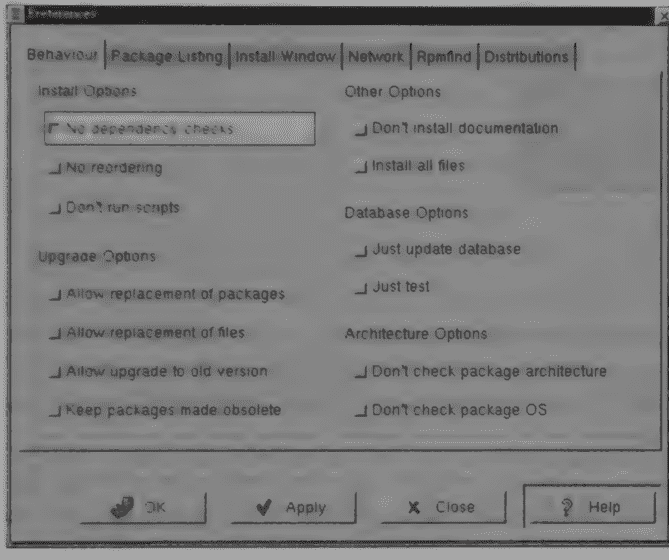 Preferences
Behaviour Package Listing Install Window Network Rpmfind Distributions
Install Options
No dependency checks
No reordering
Don't run scripts
Upgrade Options
Allow replacement of packages
Allow replacement of files
Allow upgrade to old version
Keep packages made obsolete
Other Options
Don't install documentation
Install all files
Database Options
Just update database
Just test
Architecture Options
Don't check package architecture
Don't check package OS
OK Apply Close Help